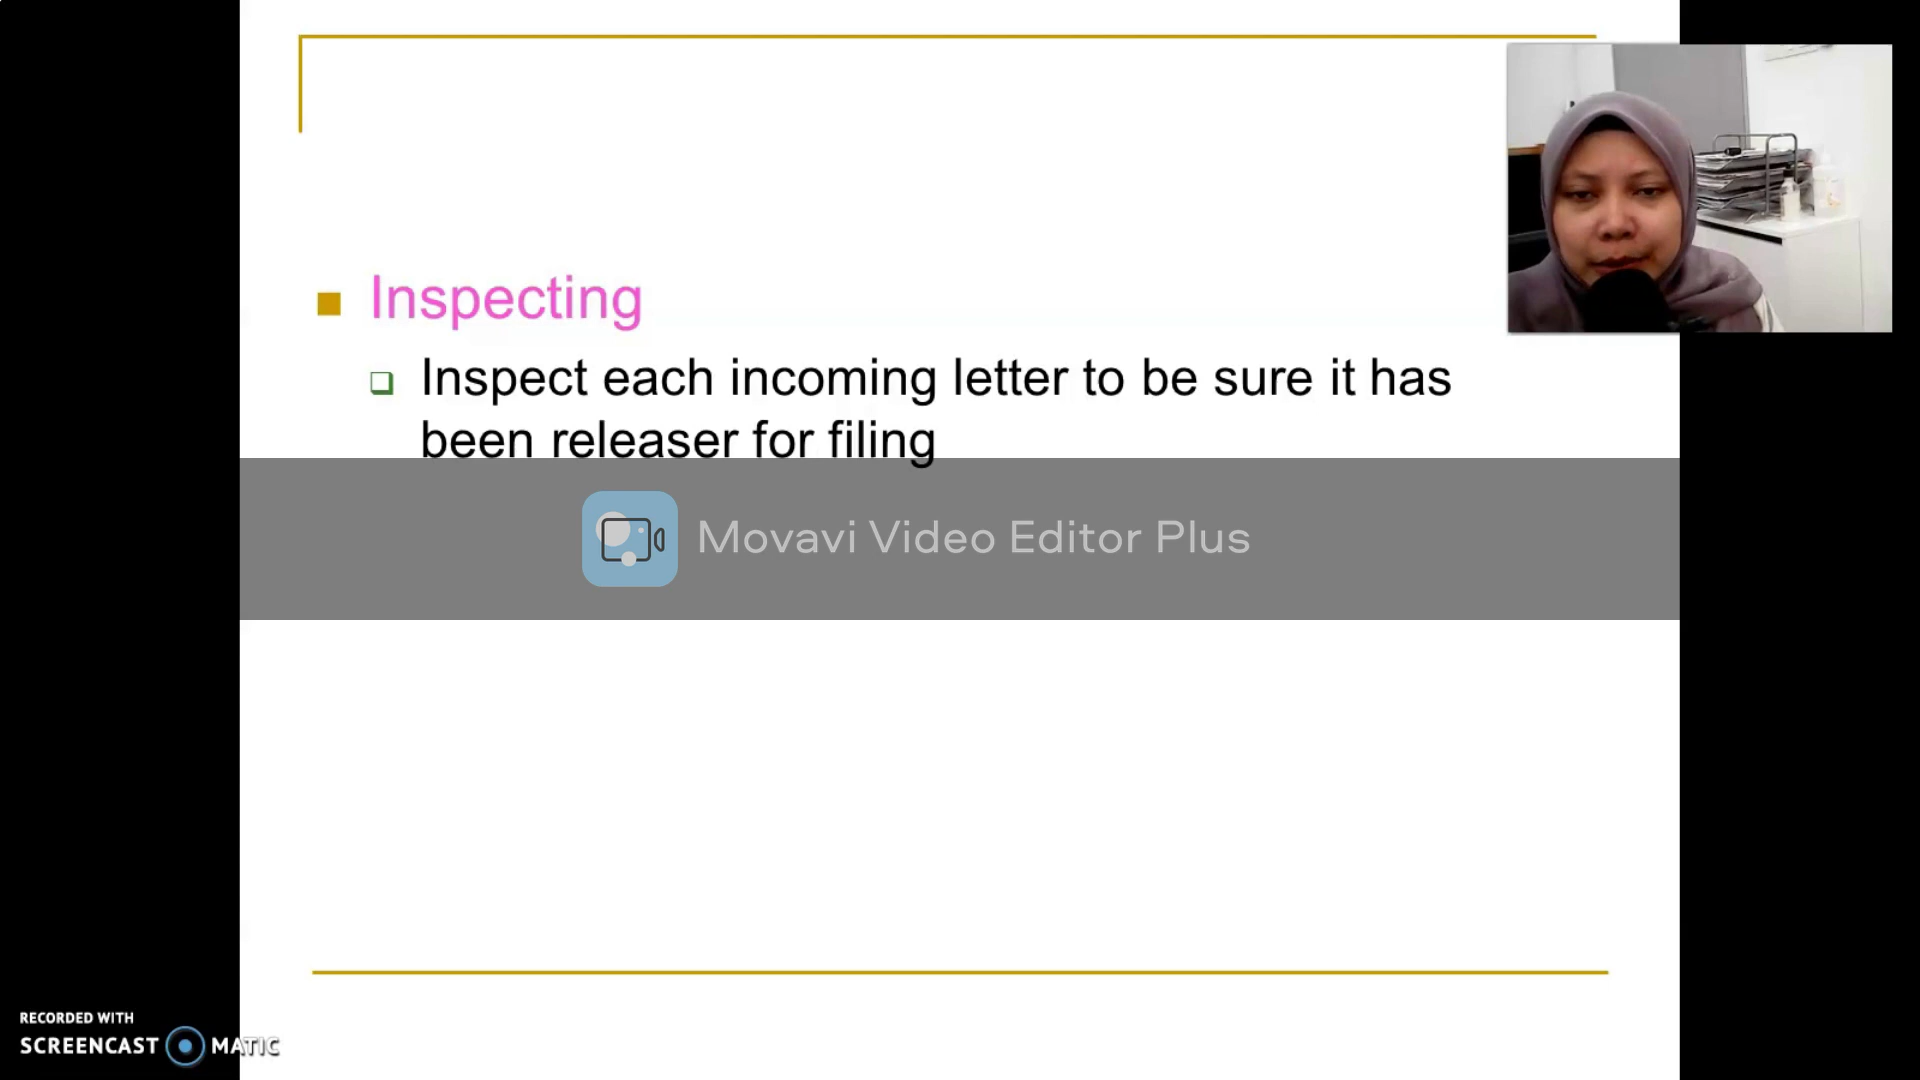 Inspecting
Inspect each incoming letter to be sure it has
been releaser for filing
Movavi Video Editor Plus
RECORDED WITH
SCREENCAST MATIC